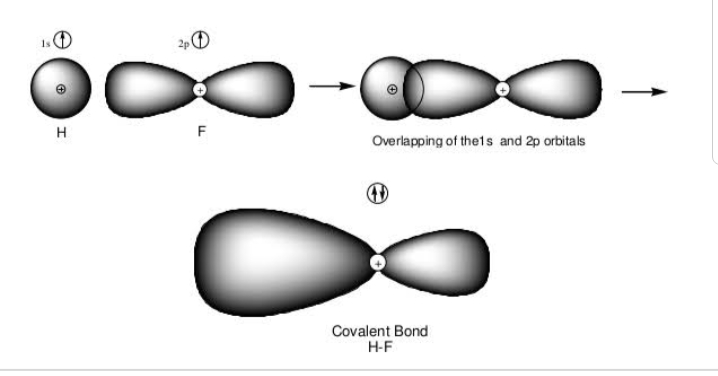 1s
2p
H
F
Overlapping of the1s and 2p orbitals
Covalent Bond
H-F